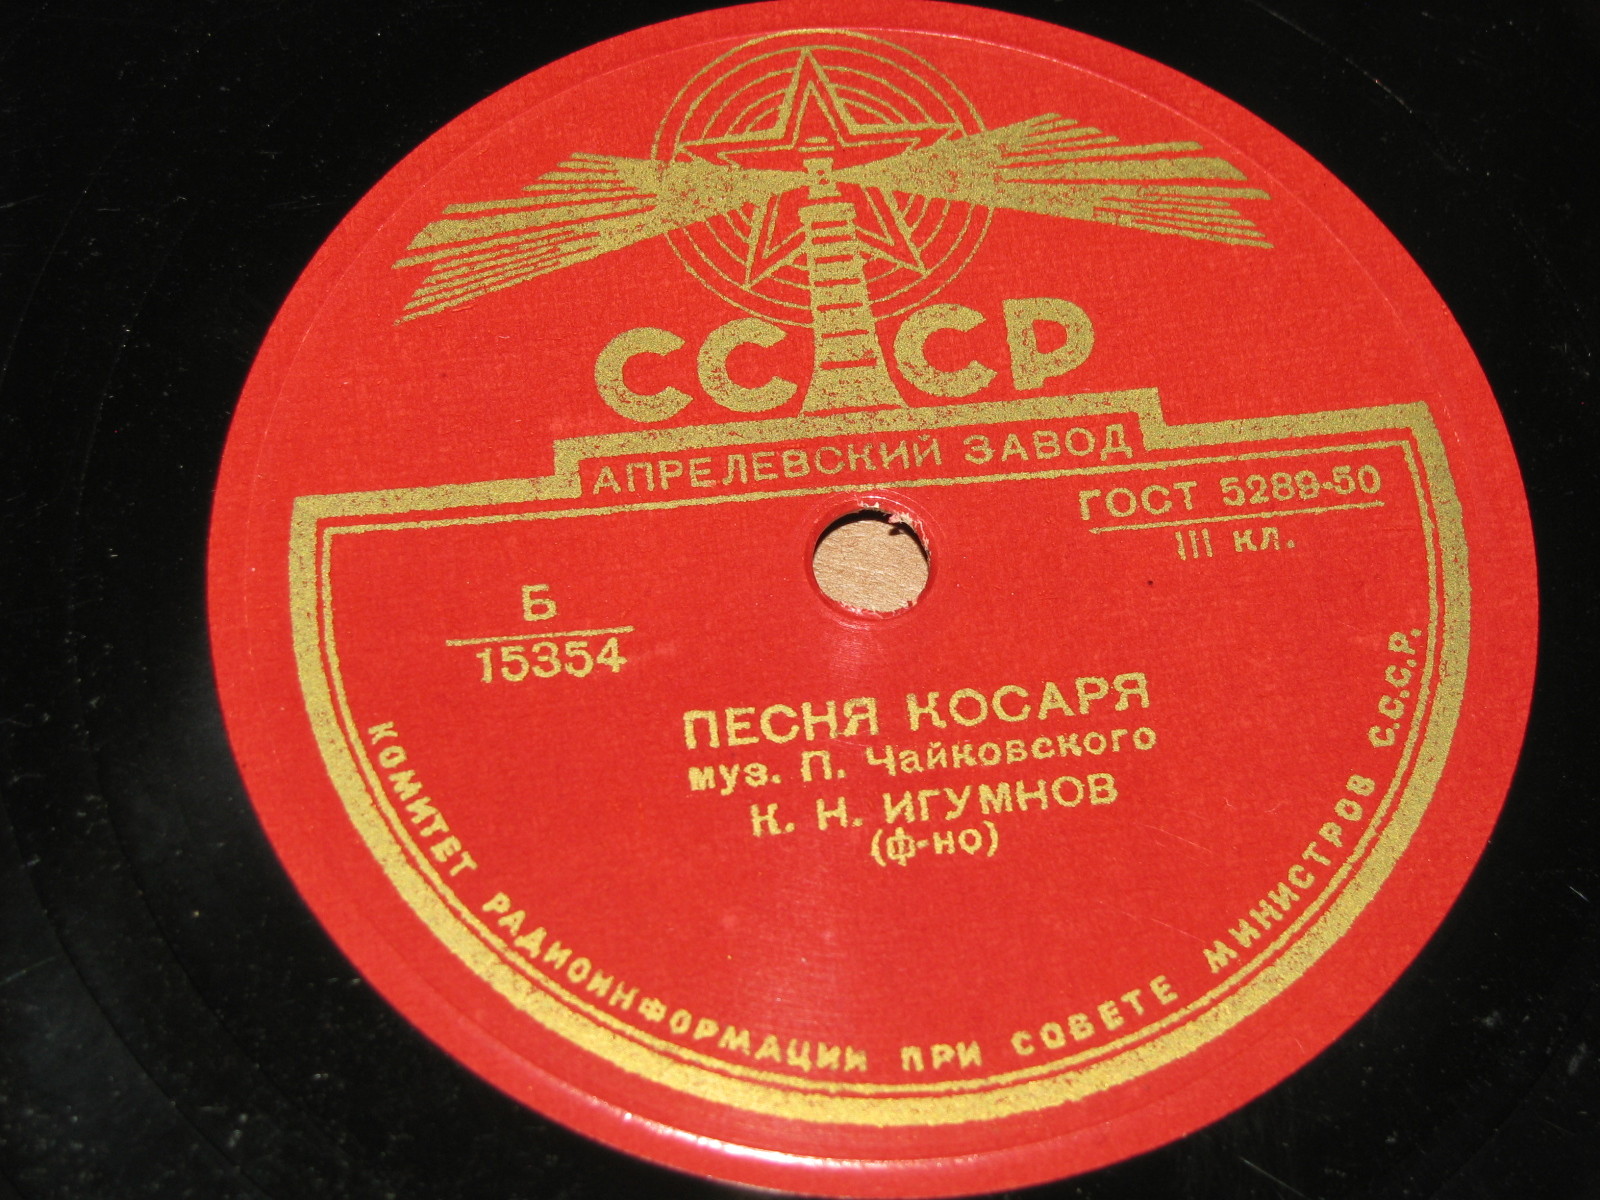 СССР
АПРЕЛЕВСКИЙ ЗАВОД
ГОСТ 5289-50
III кл.
Б
15354
ПЕСНЯ КОСАРЯ
муз. П. Чайковского
К. Н. ИГУМНОВ
(ф-но)
КОМИТЕТ РАДИОИНФОРМАЦИИ ПРИ СОВЕТЕ МИНИСТРОВ С.С.С.Р.